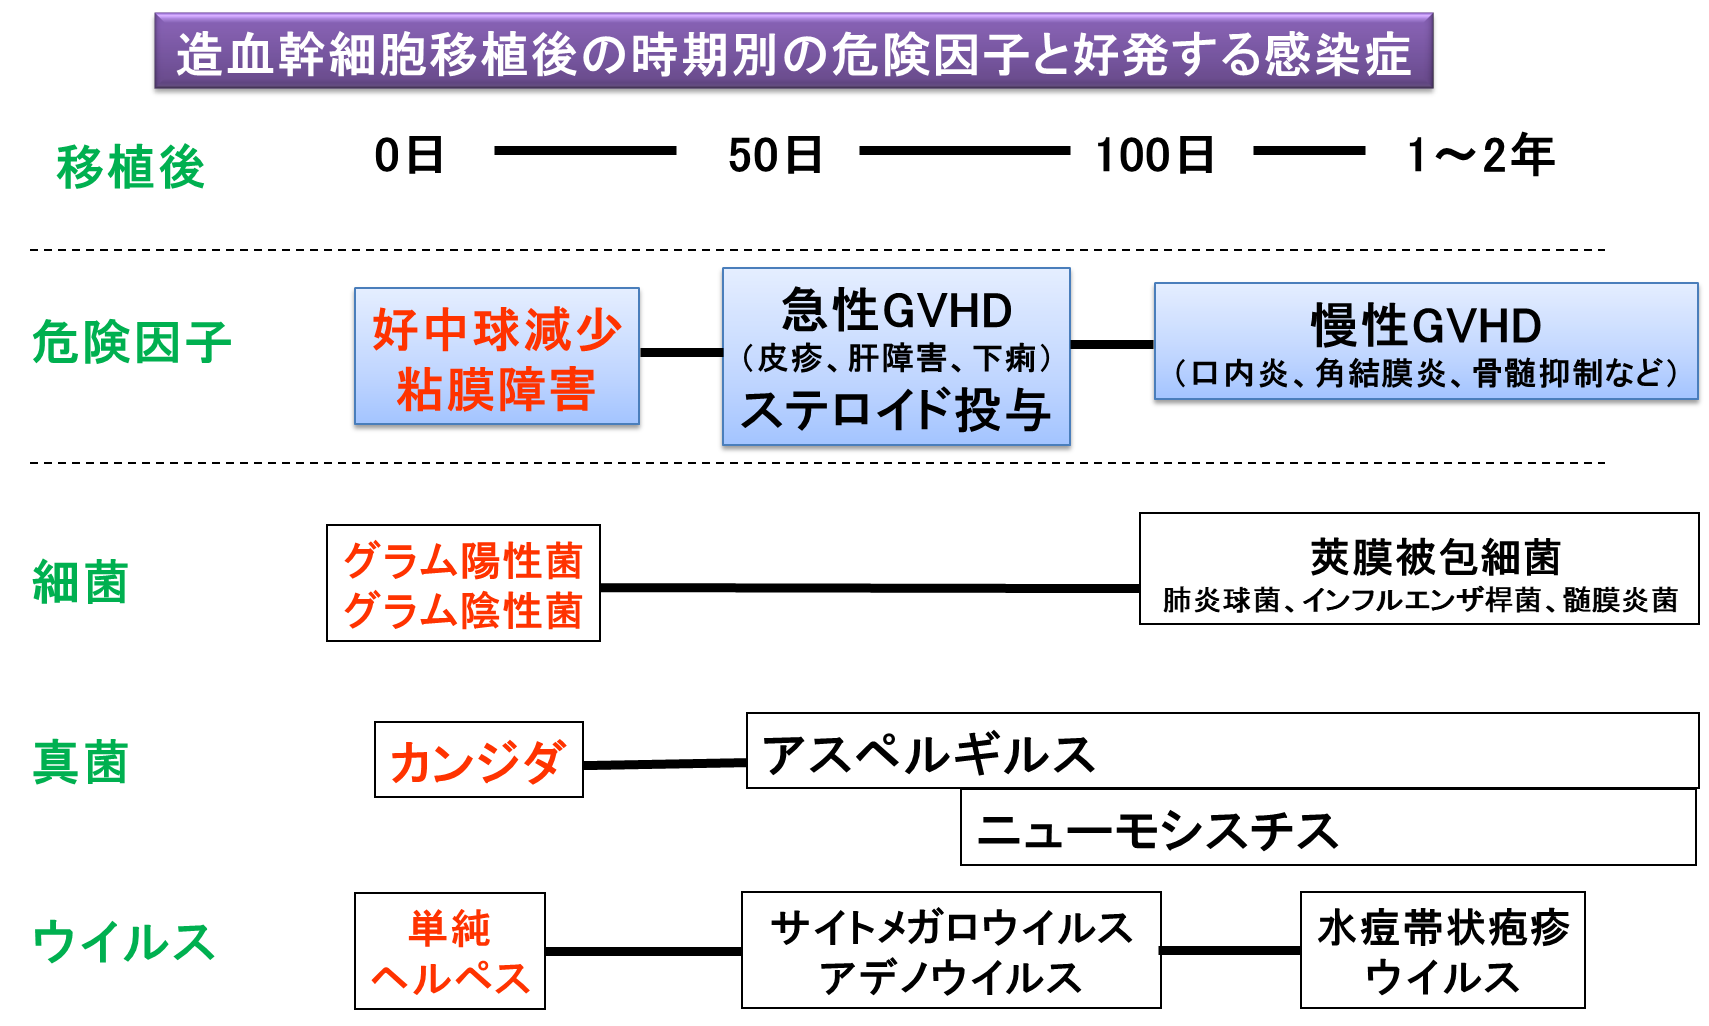 造血幹細胞移植後の時期別の危険因子と好発する感染症
移植後 0日 50日 100日 1～2年
危険因子
好中球減少
粘膜障害
急性GVHD
（皮疹、肝障害、下痢）
ステロイド投与
慢性GVHD
（口内炎、角結膜炎、骨髄抑制など）
細菌
グラム陽性菌
グラム陰性菌
莢膜被包細菌
肺炎球菌、インフルエンザ桿菌、髄膜炎菌
真菌
カンジダ
アスペルギルス
ニューモシスチス
ウイルス
単純
ヘルペス
サイトメガロウイルス
アデノウイルス
水痘帯状疱疹
ウイルス